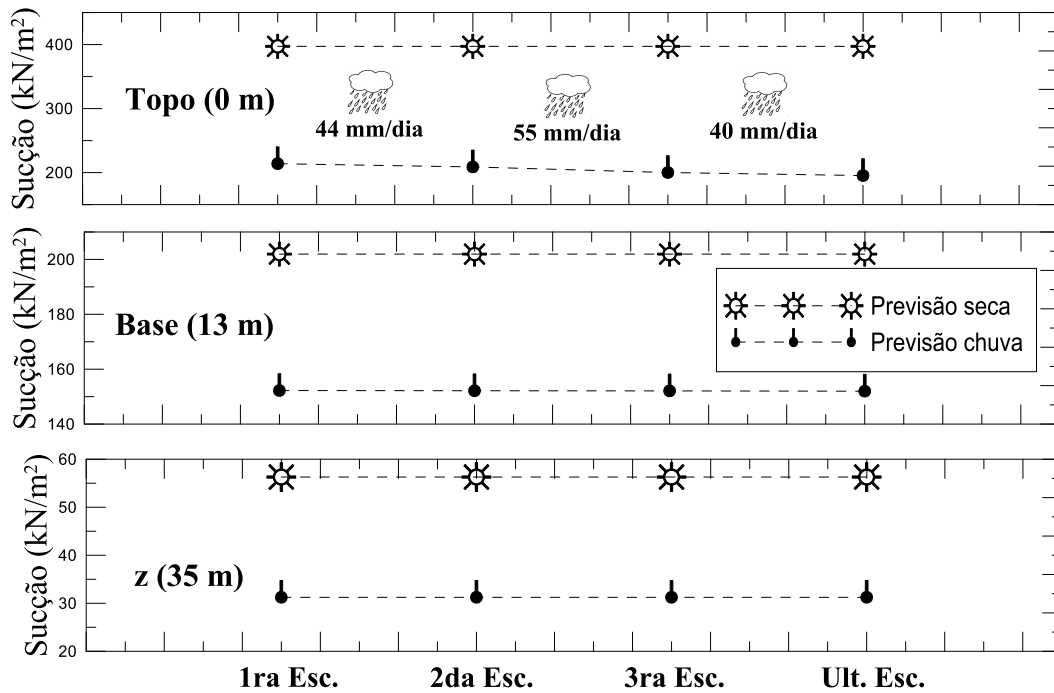 Sucção (kN/m²)
400
300
200
Topo (0 m)
44 mm/dia
55 mm/dia
40 mm/dia
Sucção (kN/m²)
200
180
160
140
Base (13 m)
Previsão seca
Previsão chuva
Sucção (kN/m²)
60
50
40
30
20
z (35 m)
1ra Esc.
2da Esc.
3ra Esc.
Ult. Esc.